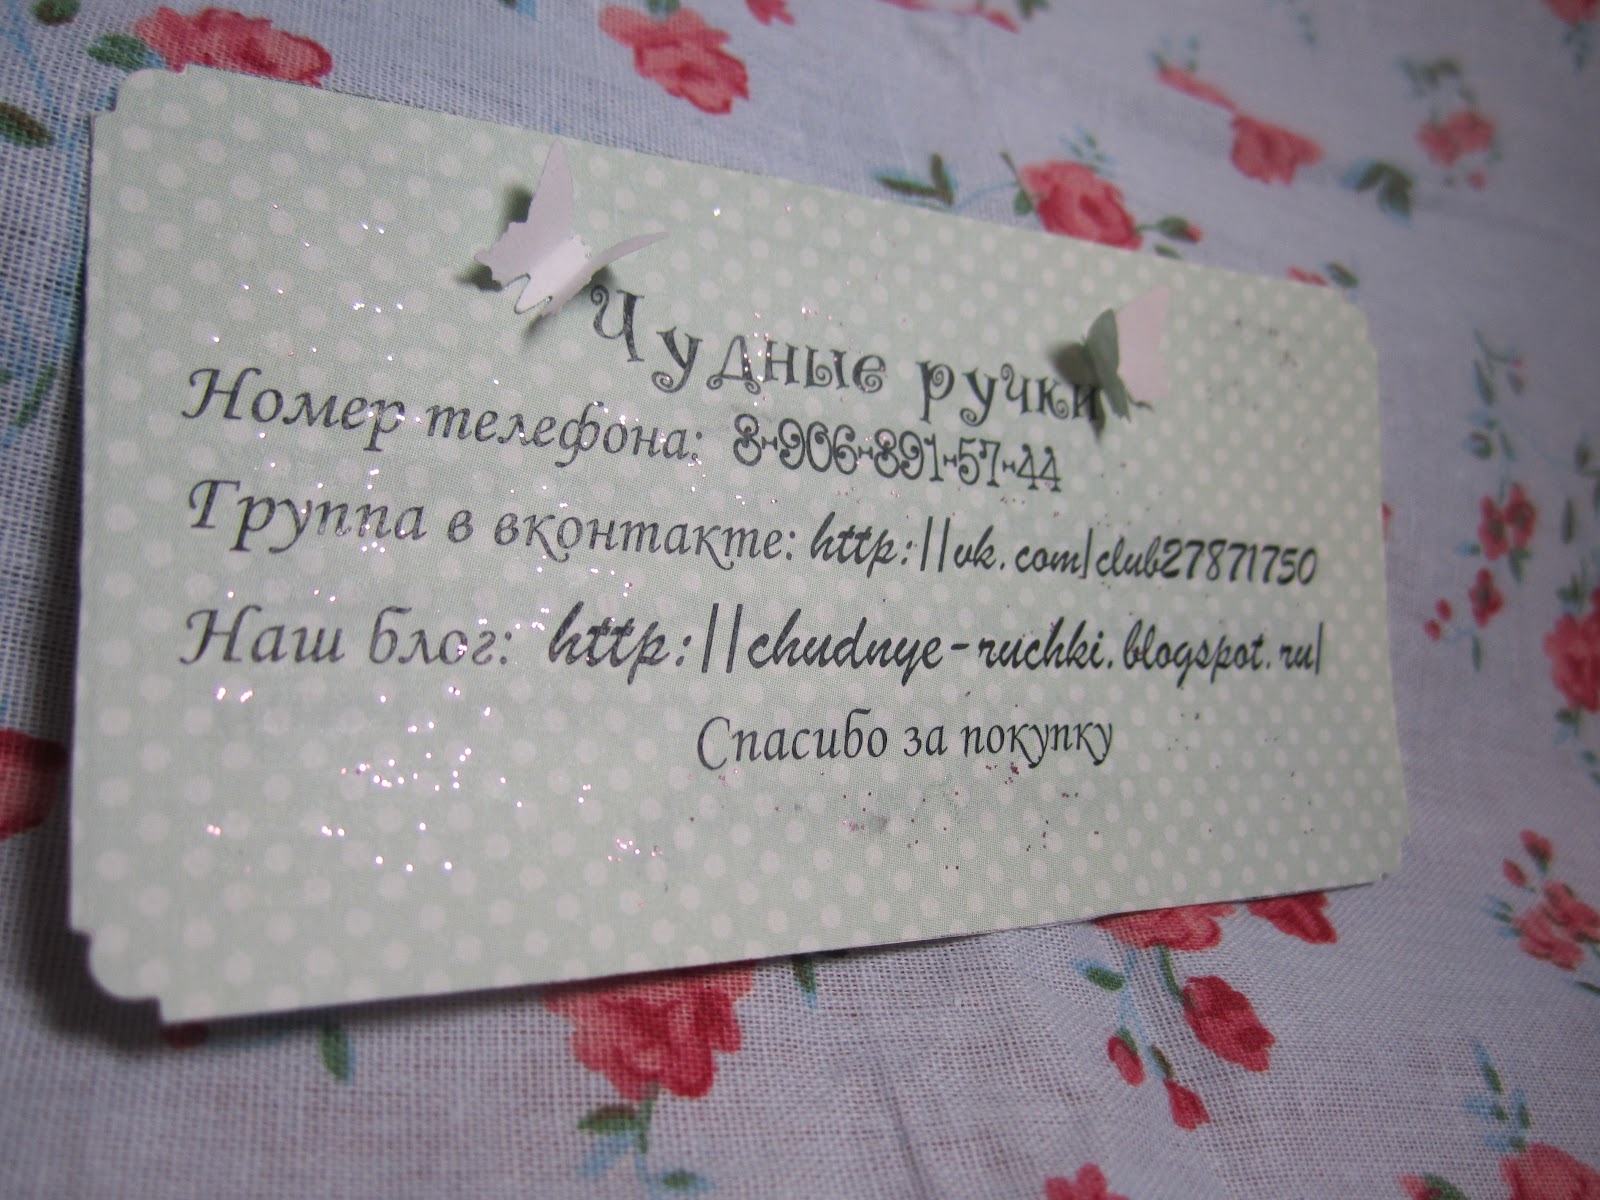 Чудные ручки
Номер телефона: 8-906-891-57-44
Группа в вконтакте: http://vk.com/club27871750
Наш блог: http://chudnye-ruchki.blogspot.ru/
Спасибо за покупку